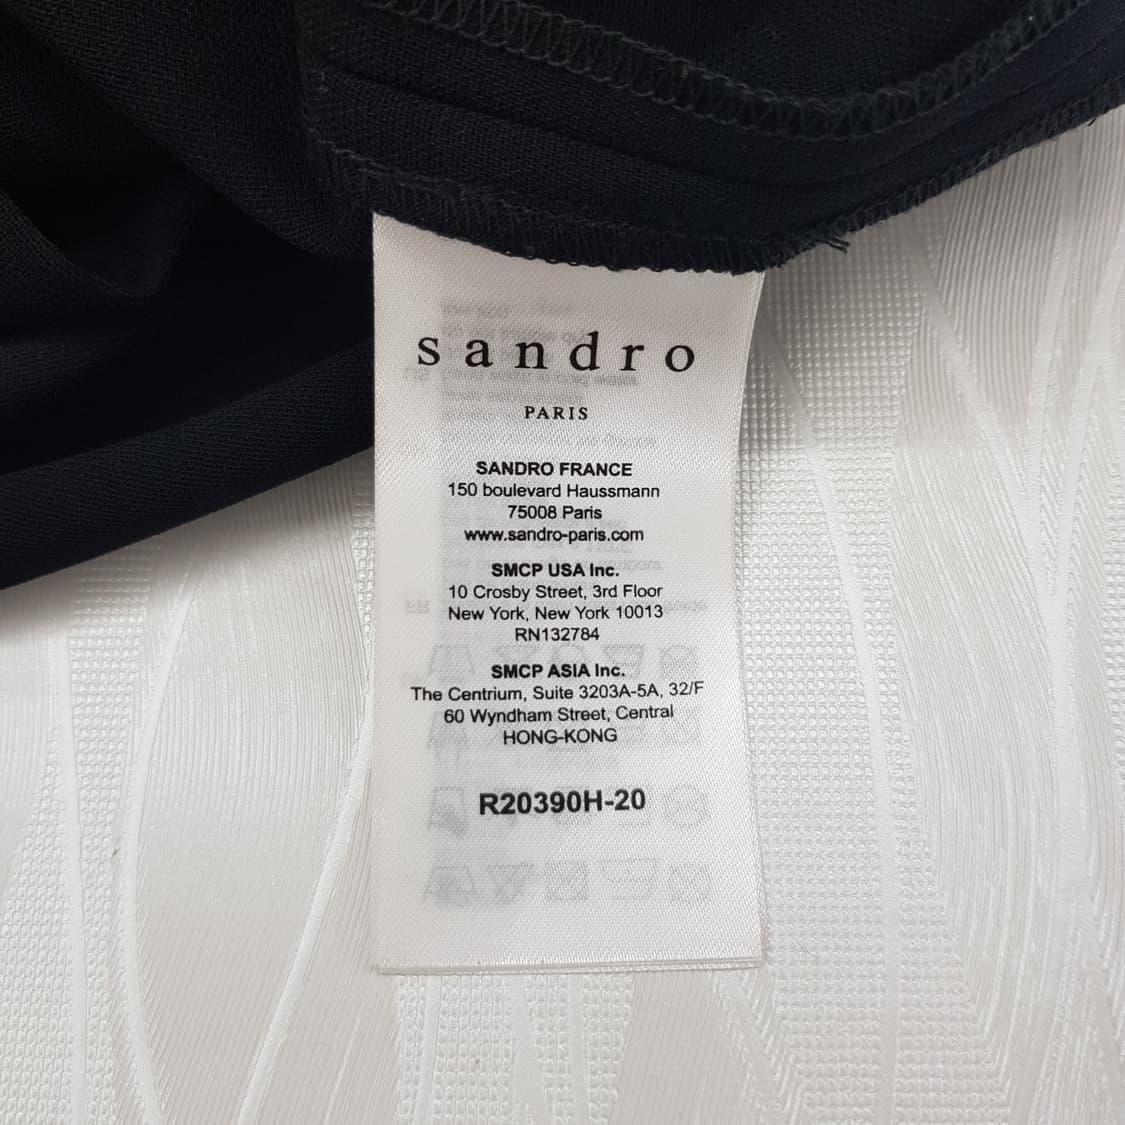 sandro
PARIS
SANDRO FRANCE
150 boulevard Haussmann
75008 Paris
www.sandro-paris.com
SMCP USA Inc.
10 Crosby Street, 3rd Floor
New York, New York 10013
RN132784
SMCP ASIA Inc.
The Centrium, Suite 3203A-5A, 32/F
60 Wyndham Street, Central
HONG-KONG
R20390H-20